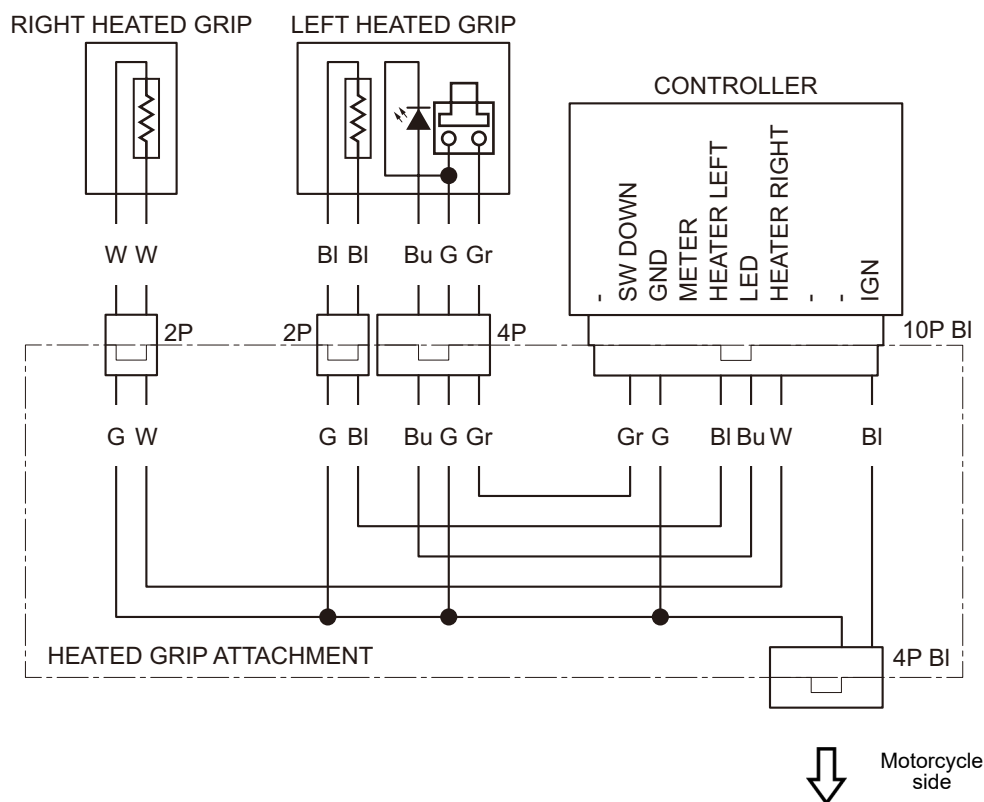 RIGHT HEATED GRIP
LEFT HEATED GRIP
CONTROLLER
-
SW DOWN
GND
METER
HEATER LEFT
LED
HEATER RIGHT
-
-
IGN
W W
Bl Bl
Bu G Gr
2P
2P
4P
10P Bl
G W
G Bl
Bu G Gr
Gr G
Bl Bu W
Bl
HEATED GRIP ATTACHMENT
4P Bl
Motorcycle
side